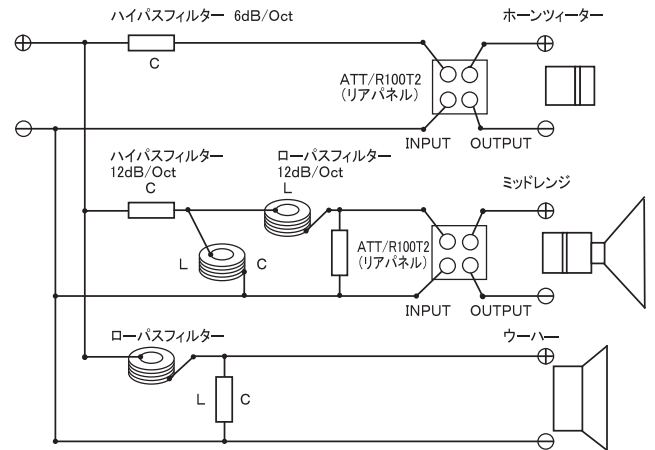 ハイパスフィルター 6dB/Oct
ホーンツィーター
⊕
⊕
C
ATT/R100T2
(リアパネル)
⊖
⊖
INPUT OUTPUT
ハイパスフィルター
12dB/Oct
C
ローパスフィルター
12dB/Oct
L
ミッドレンジ
⊕
L C
ATT/R100T2
(リアパネル)
⊖
INPUT OUTPUT
ローパスフィルター
ウーハー
⊕
L C
⊖